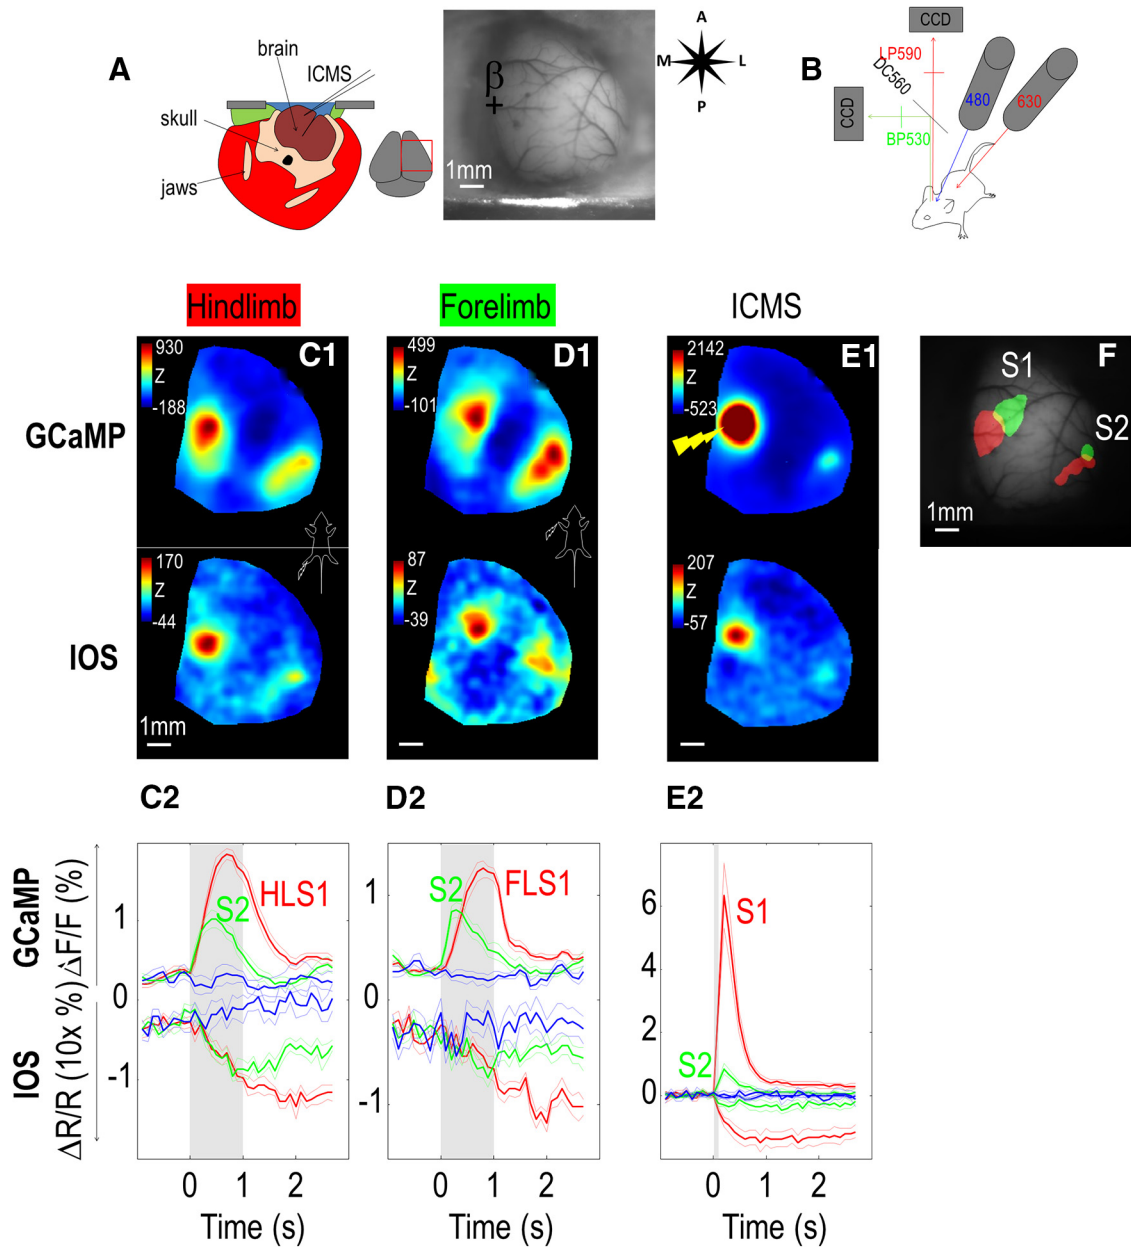 A
brain
ICMS
skull
jaws
β
+
1mm
A
M
L
P
B
CCD
LP590
DC560
CCD
BP530
480
630
Hindlimb
Forelimb
ICMS
GCaMP
IOS
C1
930
Z
-188
170
Z
-44
1mm
D1
499
Z
-101
87
Z
-39
E1
2142
Z
-523
207
Z
-57
F
S1
S2
1mm
C2
D2
E2
GCaMP
ΔF/F (%)
IOS
ΔR/R (10x %)
1
0
-1
S2
HLS1
0 1 2
Time (s)
1
0
-1
S2
FLS1
0 1 2
Time (s)
6
4
2
0
S1
S2
0 1 2
Time (s)